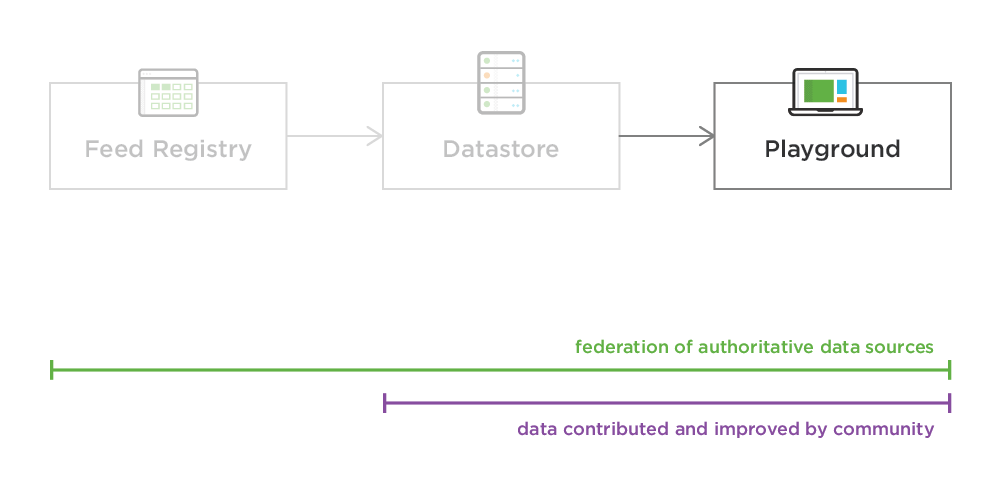 Feed Registry
Datastore
Playground
federation of authoritative data sources
data contributed and improved by community